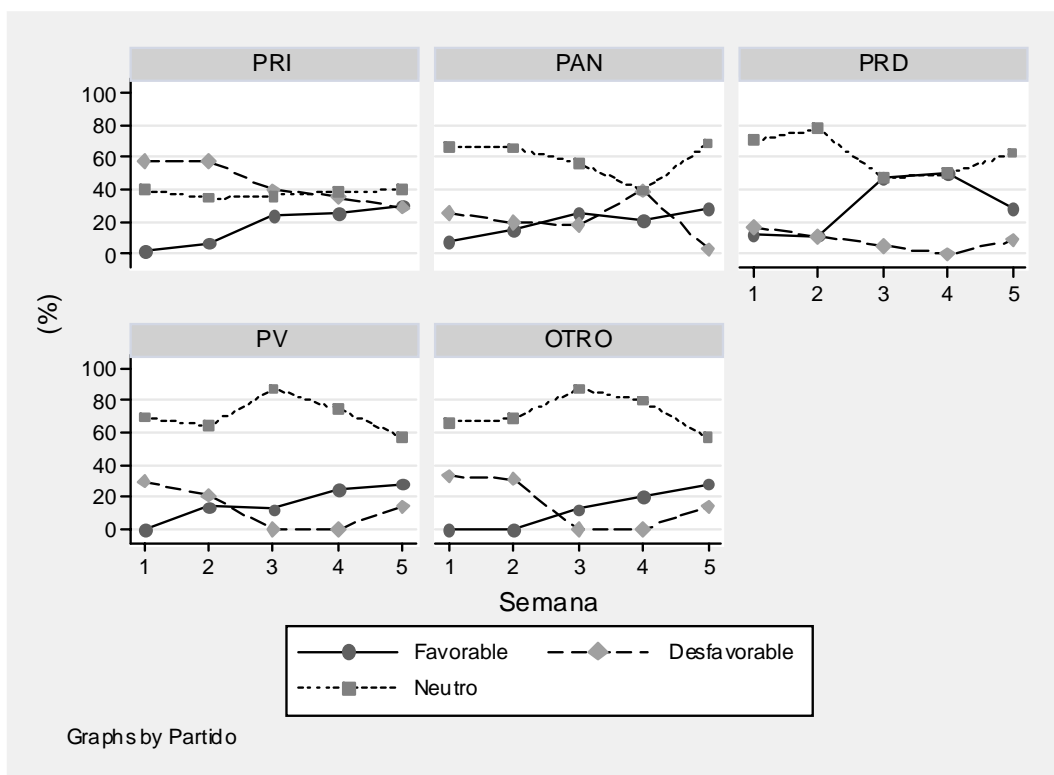 PRI PAN PRD
100
80
60
40
20
0
1 2 3 4 5
(%)
PV OTRO
100
80
60
40
20
0
1 2 3 4 5 1 2 3 4 5
Semana
Favorable Desfavorable
Neutro
Graphs by Partido